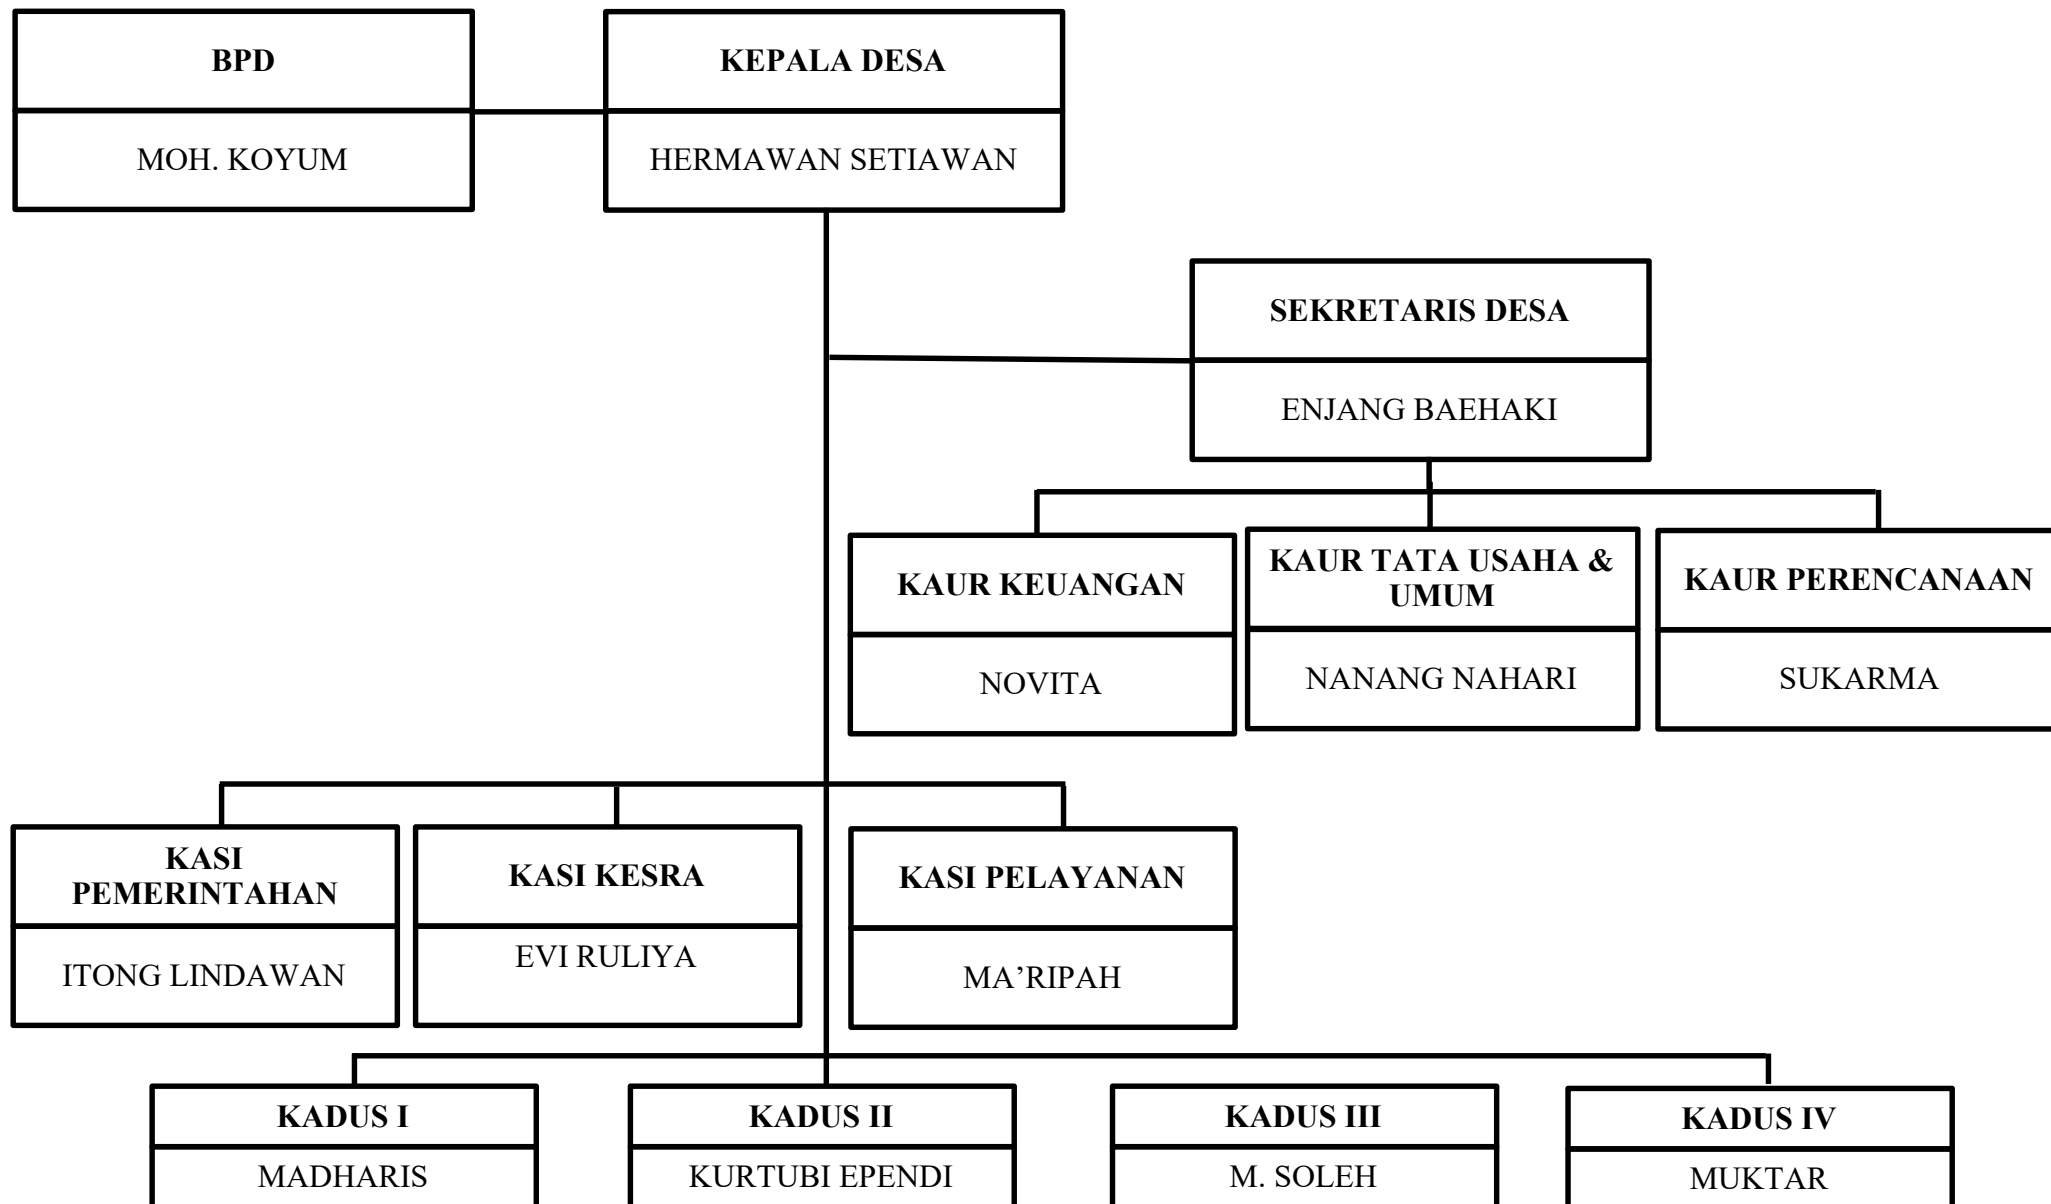 BPD
MOH. KOYUM
KEPALA DESA
HERMAWAN SETIAWAN
SEKRETARIS DESA
ENJANG BAEHAKI
KAUR KEUANGAN
NOVITA
KAUR TATA USAHA &
UMUM
NANANG NAHARI
KAUR PERENCANAAN
SUKARMA
KASI
PEMERINTAHAN
ITONG LINDAWAN
KASI KESRA
EVI RULIYA
KASI PELAYANAN
MA’RIPAH
KADUS I
MADHARIS
KADUS II
KURTUBI EPENDI
KADUS III
M. SOLEH
KADUS IV
MUKTAR